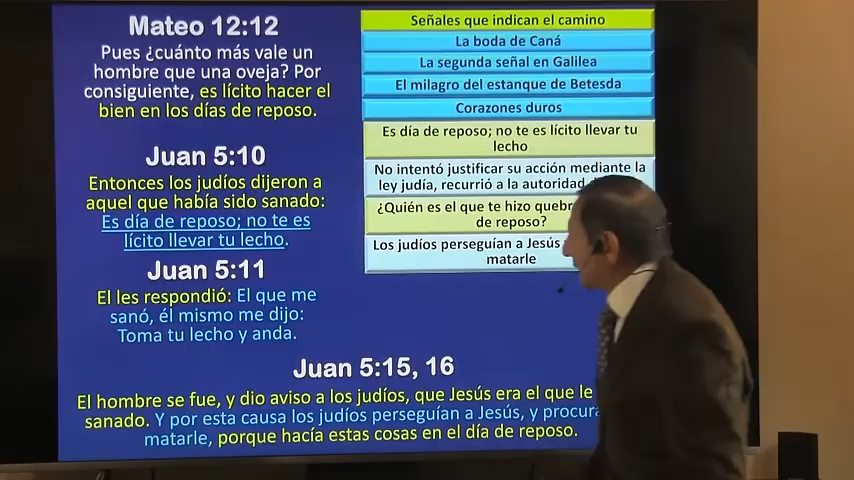 Mateo 12:12
Pues ¿cuánto más vale un
hombre que una oveja? Por
consiguiente, es lícito hacer el
bien en los días de reposo.
Juan 5:10
Entonces los judíos dijeron a
aquel que había sido sanado:
Es día de reposo; no te es
lícito llevar tu lecho.
Juan 5:11
El les respondió: El que me
sanó, él mismo me dijo:
Toma tu lecho y anda.
Juan 5:15, 16
El hombre se fue, y dio aviso a los judíos, que Jesús era el que le
sanado. Y por esta causa los judíos perseguían a Jesús, y
matarle, porque hacía estas cosas en el día de reposo.
Señales que indican el camino
La boda de Caná
La segunda señal en Galilea
El milagro del estanque de Betesda
Corazones duros
Es día de reposo; no te es lícito llevar tu
lecho
No intentó justificar su acción mediante la
ley judía, recurrió a la autoridad
¿Quién es el que te hizo
de reposo?
Los judíos perseguían a Jesús
matarle